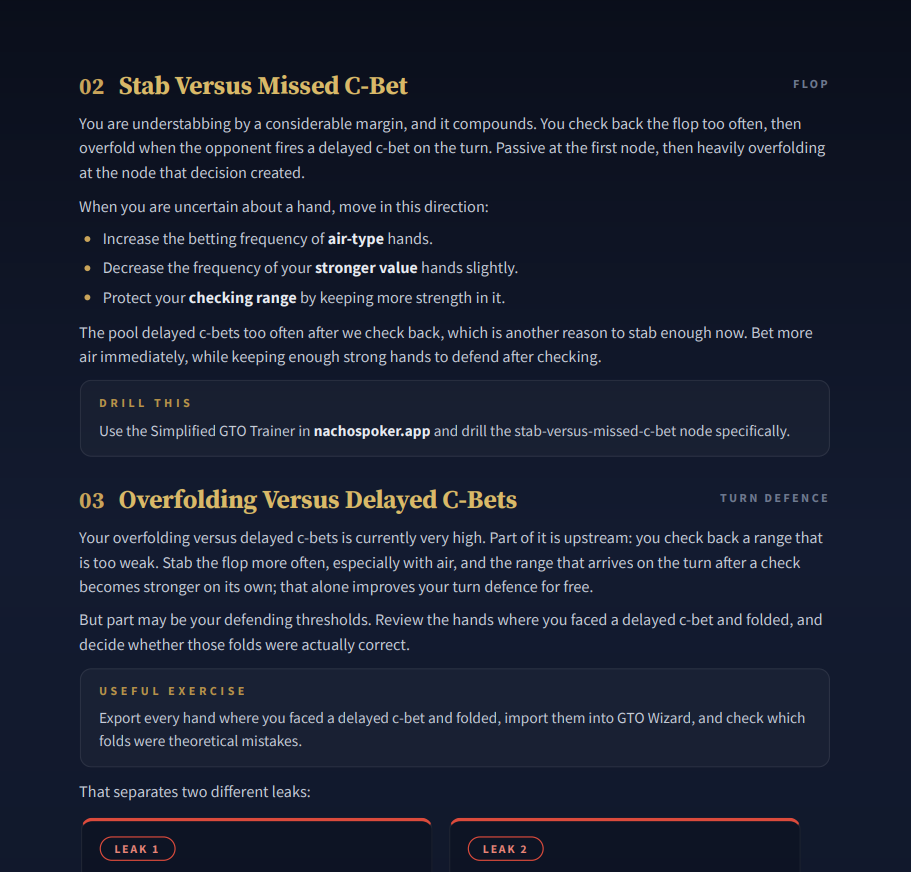 02 Stab Versus Missed C-Bet
FLOP
You are understabbing by a considerable margin, and it compounds. You check back the flop too often, then
overfold when the opponent fires a delayed c-bet on the turn. Passive at the first node, then heavily overfolding
at the node that decision created.
When you are uncertain about a hand, move in this direction:
• Increase the betting frequency of air-type hands.
• Decrease the frequency of your stronger value hands slightly.
• Protect your checking range by keeping more strength in it.
The pool delayed c-bets too often after we check back, which is another reason to stab enough now. Bet more
air immediately, while keeping enough strong hands to defend after checking.
DRILL THIS
Use the Simplified GTO Trainer in nachospoker.app and drill the stab-versus-missed-c-bet node specifically.
03 Overfolding Versus Delayed C-Bets
TURN DEFENCE
Your overfolding versus delayed c-bets is currently very high. Part of it is upstream: you check back a range that
is too weak. Stab the flop more often, especially with air, and the range that arrives on the turn after a check
becomes stronger on its own; that alone improves your turn defence for free.
But part may be your defending thresholds. Review the hands where you faced a delayed c-bet and folded, and
decide whether those folds were actually correct.
USEFUL EXERCISE
Export every hand where you faced a delayed c-bet and folded, import them into GTO Wizard, and check which
folds were theoretical mistakes.
That separates two different leaks:
LEAK 1
LEAK 2